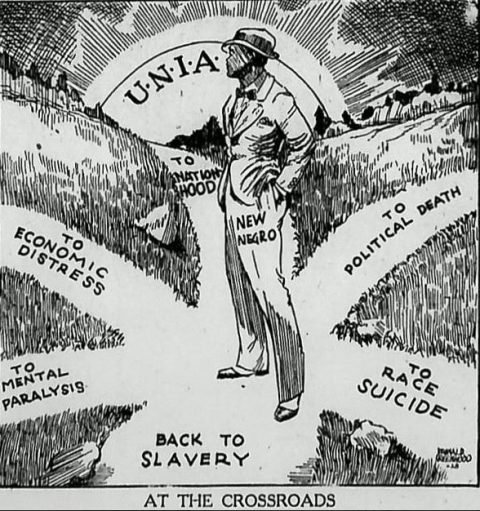 U·N·I·A·
TO
NATION-
HOOD
NEW
NEGRO
TO
ECONOMIC
DISTRESS
TO
POLITICAL DEATH
TO
MENTAL
PARALYSIS
TO
RACE
SUICIDE
BACK TO
SLAVERY
AT THE CROSSROADS